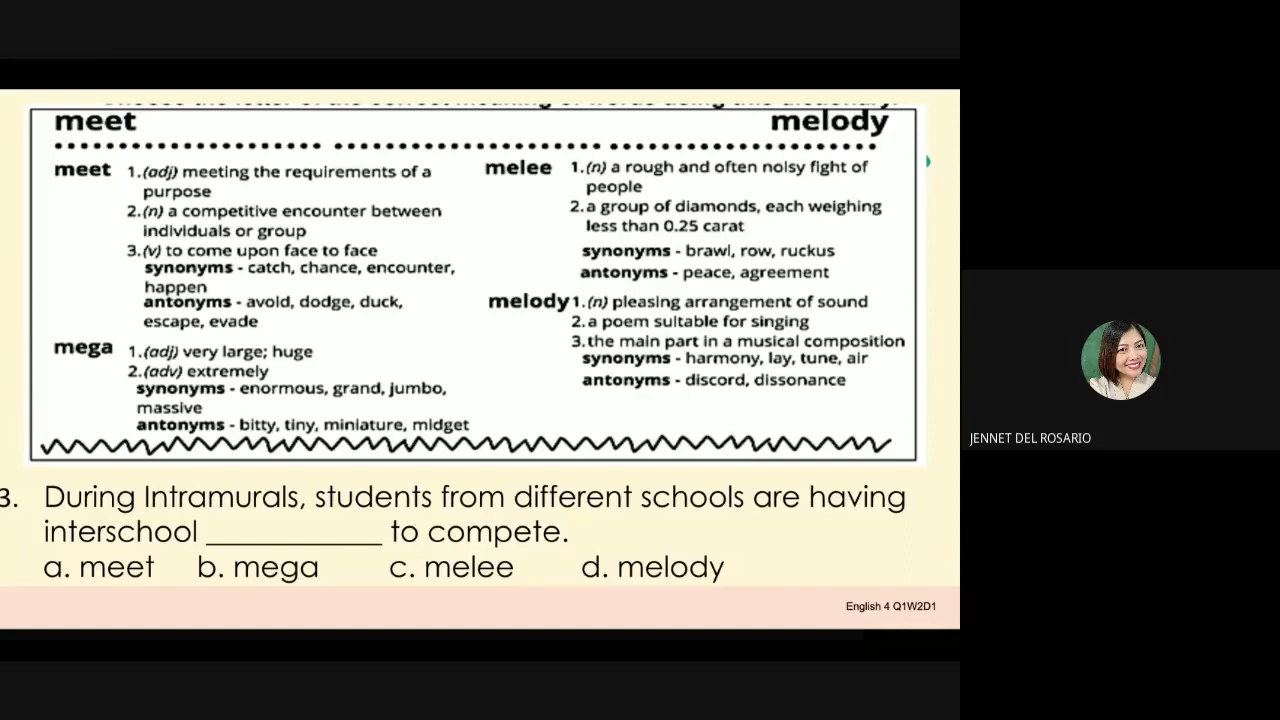 meet melody
meet 1.(adj) meeting the requirements of a
purpose
2.(n) a competitive encounter between
individuals or group
3.(v) to come upon face to face
synonyms - catch, chance, encounter,
happen
antonyms - avoid, dodge, duck,
escape, evade
mega 1.(adj) very large; huge
2.(adv) extremely
synonyms - enormous, grand, jumbo,
massive
antonyms - bitty, tiny, miniature, midget
melee 1.(n) a rough and often noisy fight of
people
2.a group of diamonds, each weighing
less than 0.25 carat
synonyms - brawl, row, ruckus
antonyms - peace, agreement
melody 1.(n) pleasing arrangement of sound
2.a poem suitable for singing
3.the main part in a musical composition
synonyms - harmony, lay, tune, air
antonyms - discord, dissonance
3. During Intramurals, students from different schools are having
interschool ____________ to compete.
a. meet b. mega c. melee d. melody
English 4 Q1W2D1
JENNET DEL ROSARIO